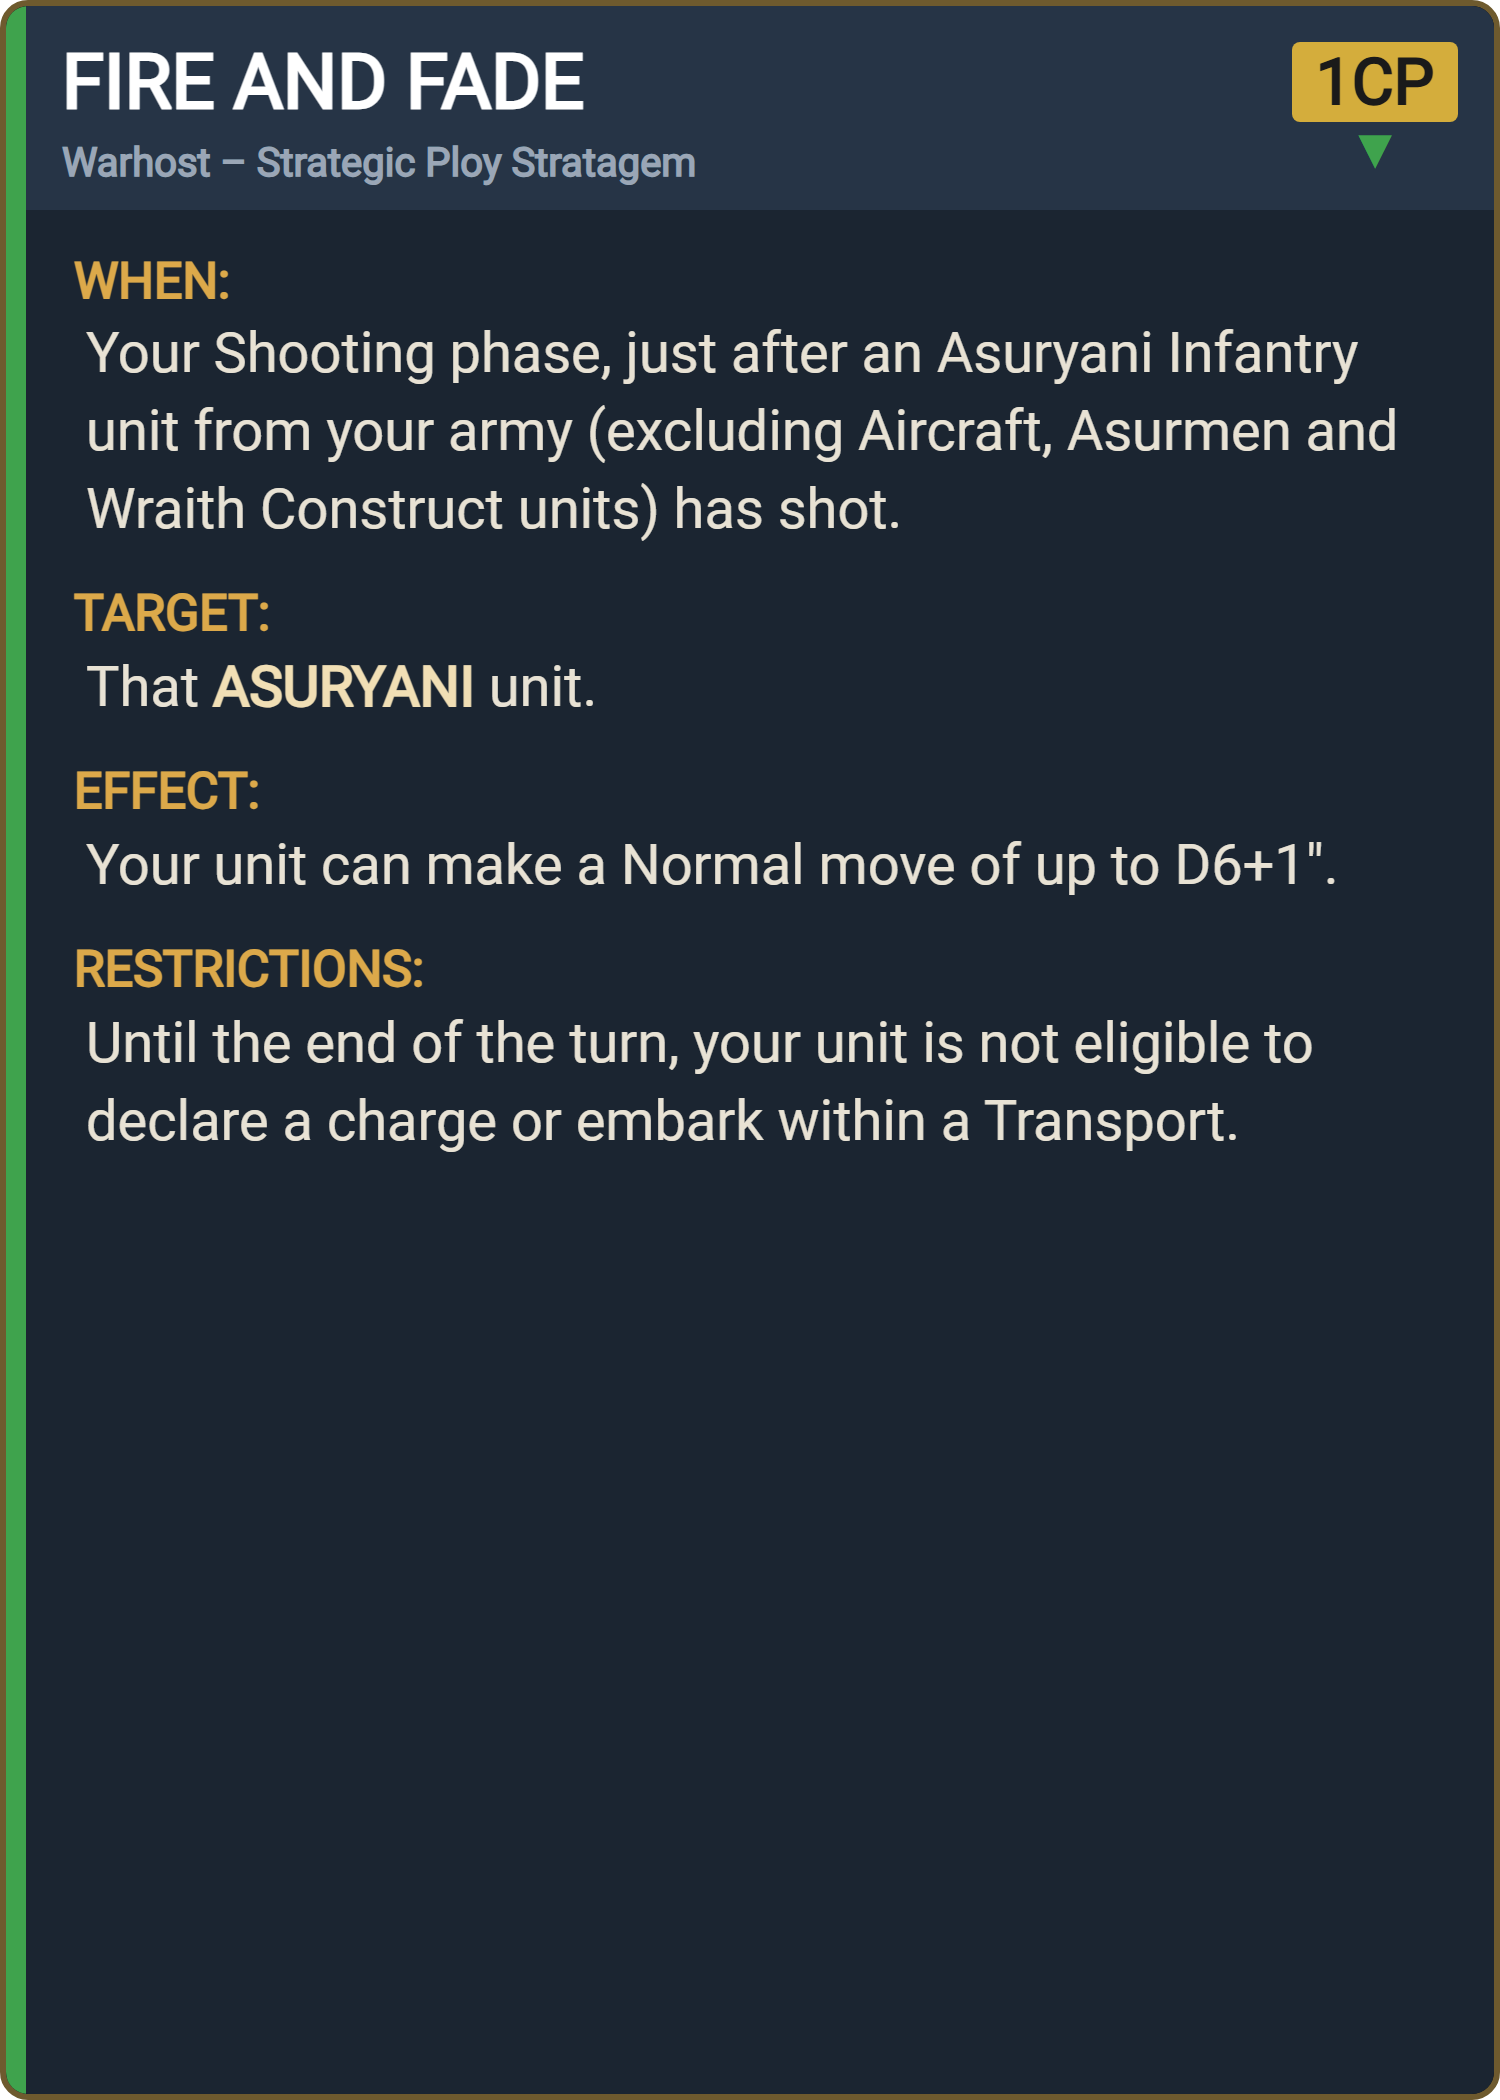 FIRE AND FADE
1CP
Warhost – Strategic Ploy Stratagem
WHEN:
Your Shooting phase, just after an Asuryani Infantry
unit from your army (excluding Aircraft, Asurmen and
Wraith Construct units) has shot.
TARGET:
That ASURYANI unit.
EFFECT:
Your unit can make a Normal move of up to D6+1".
RESTRICTIONS:
Until the end of the turn, your unit is not eligible to
declare a charge or embark within a Transport.